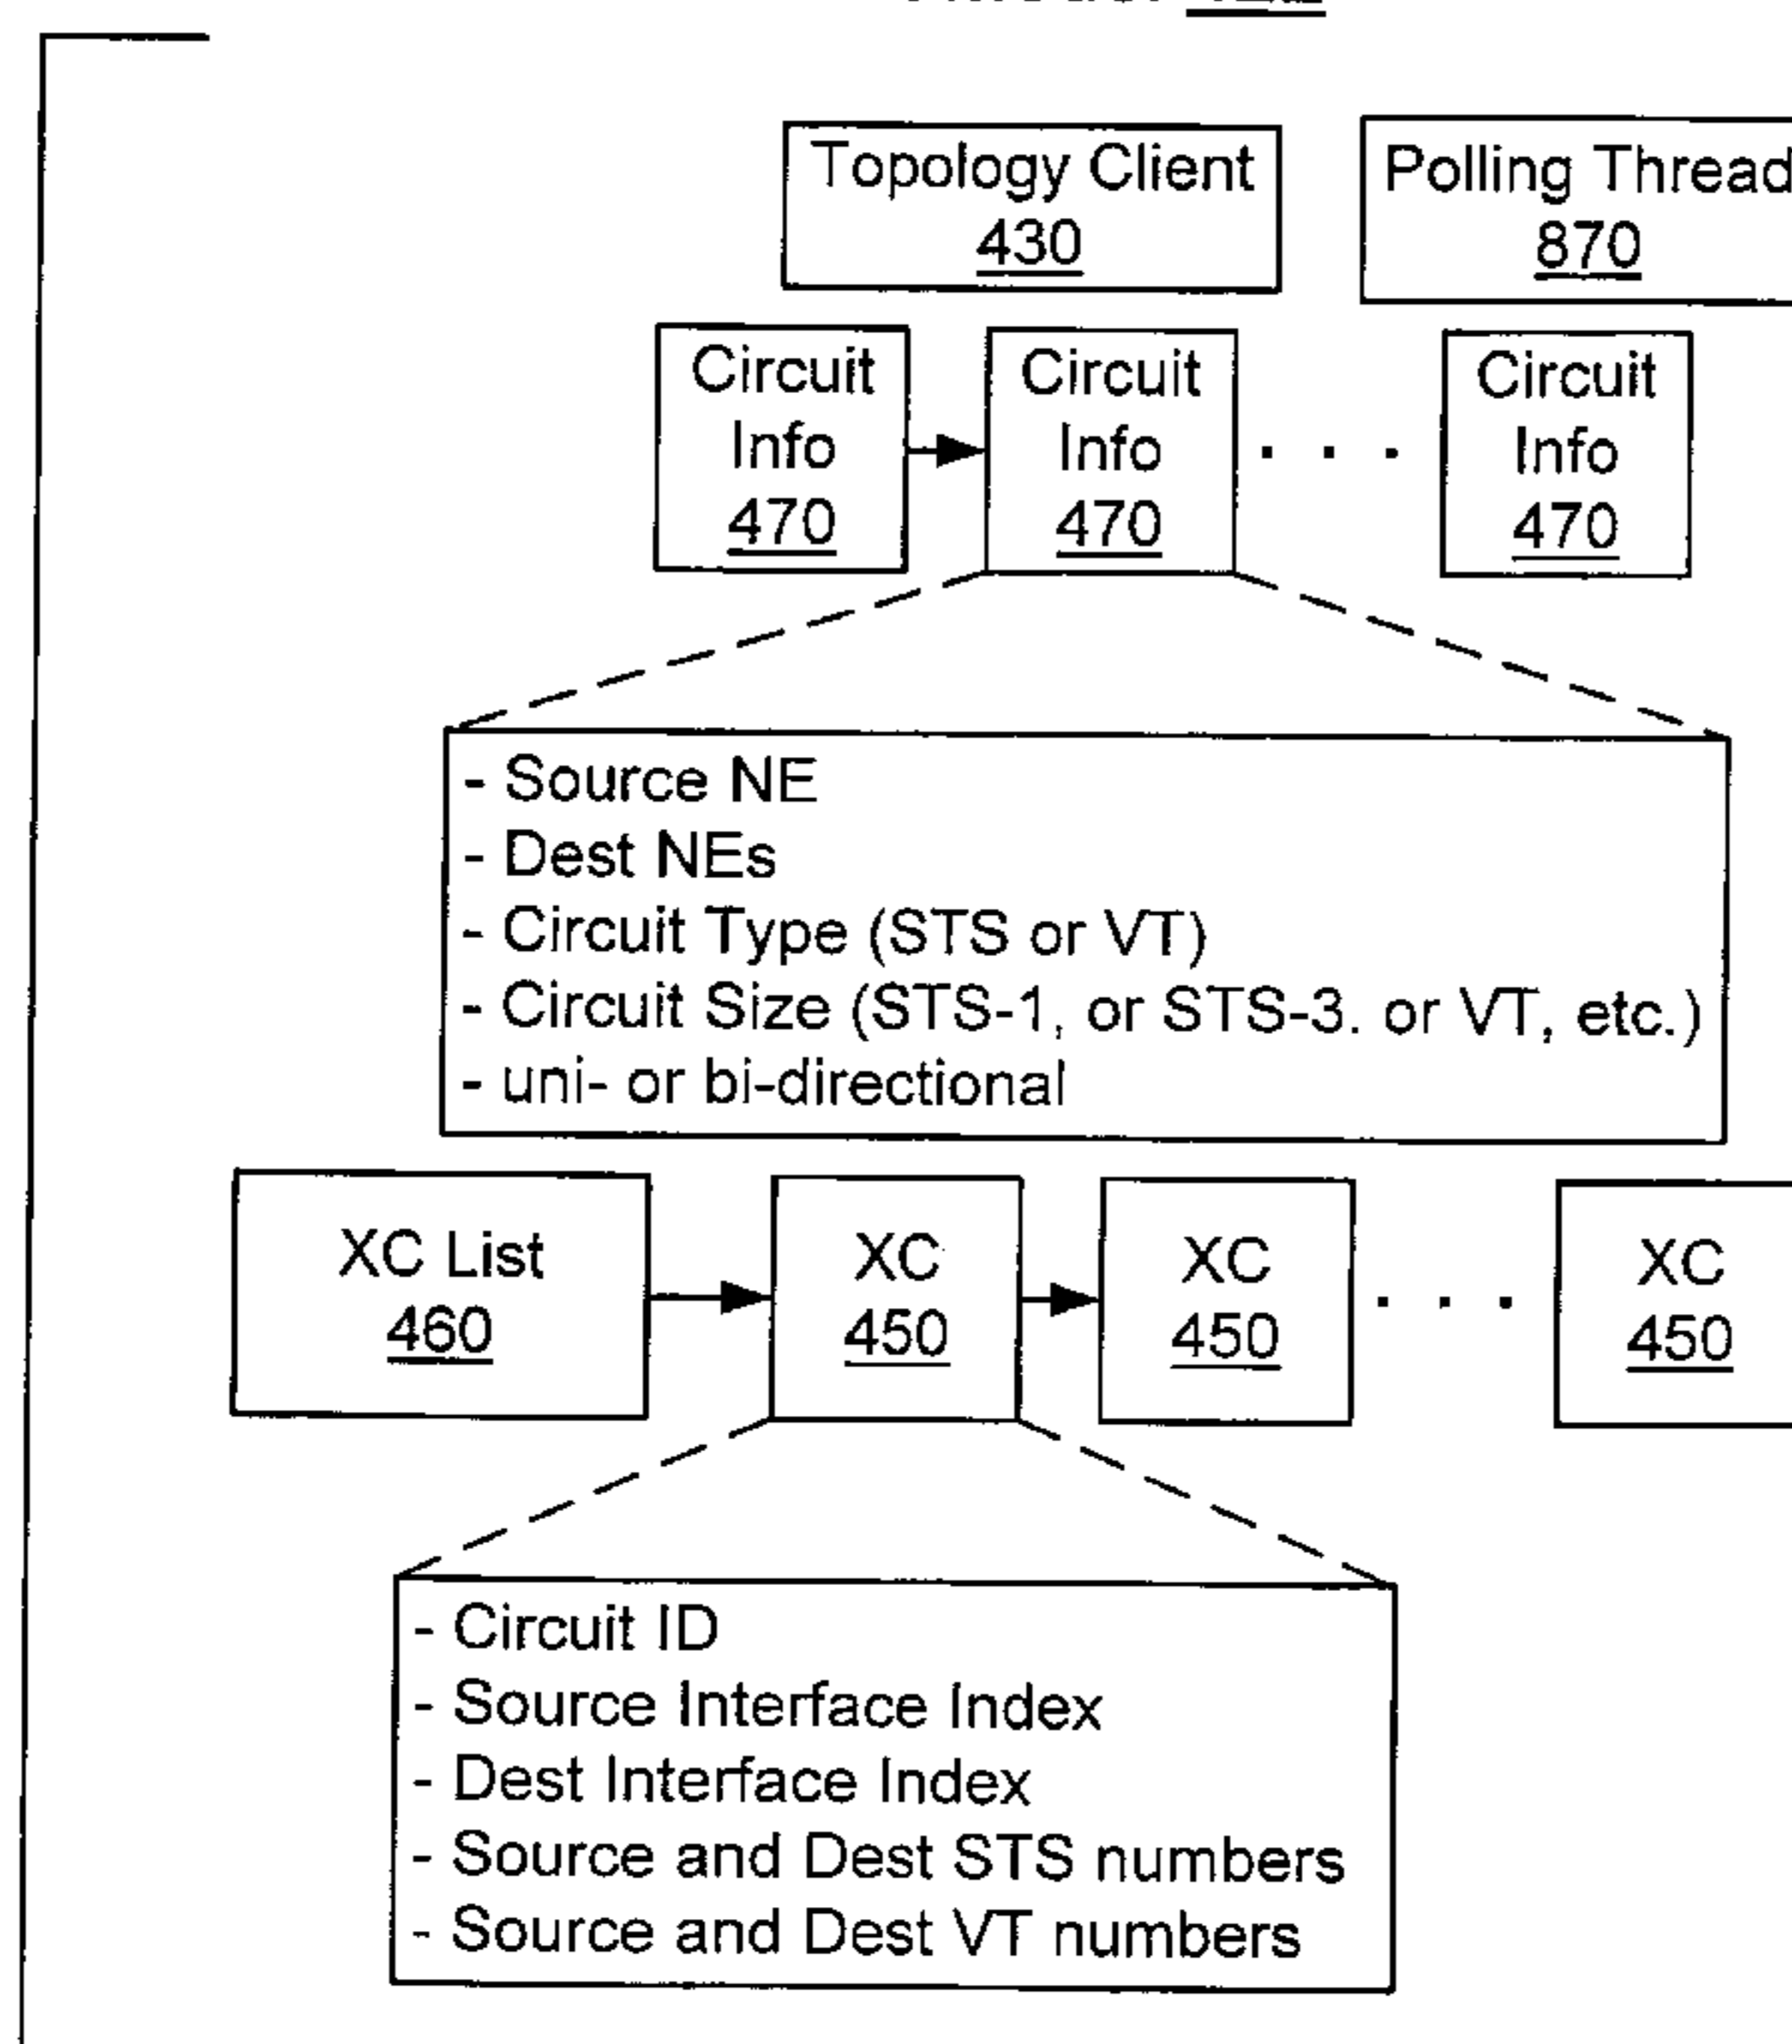 Topology Client
430
Polling Thread
870
Circuit
Info
470
Circuit
Info
470
. . .
Circuit
Info
470
- Source NE
- Dest NEs
- Circuit Type (STS or VT)
- Circuit Size (STS-1, or STS-3. or VT, etc.)
- uni- or bi-directional
XC List
460
XC
450
XC
450
. . .
XC
450
- Circuit ID
- Source Interface Index
- Dest Interface Index
- Source and Dest STS numbers
- Source and Dest VT numbers